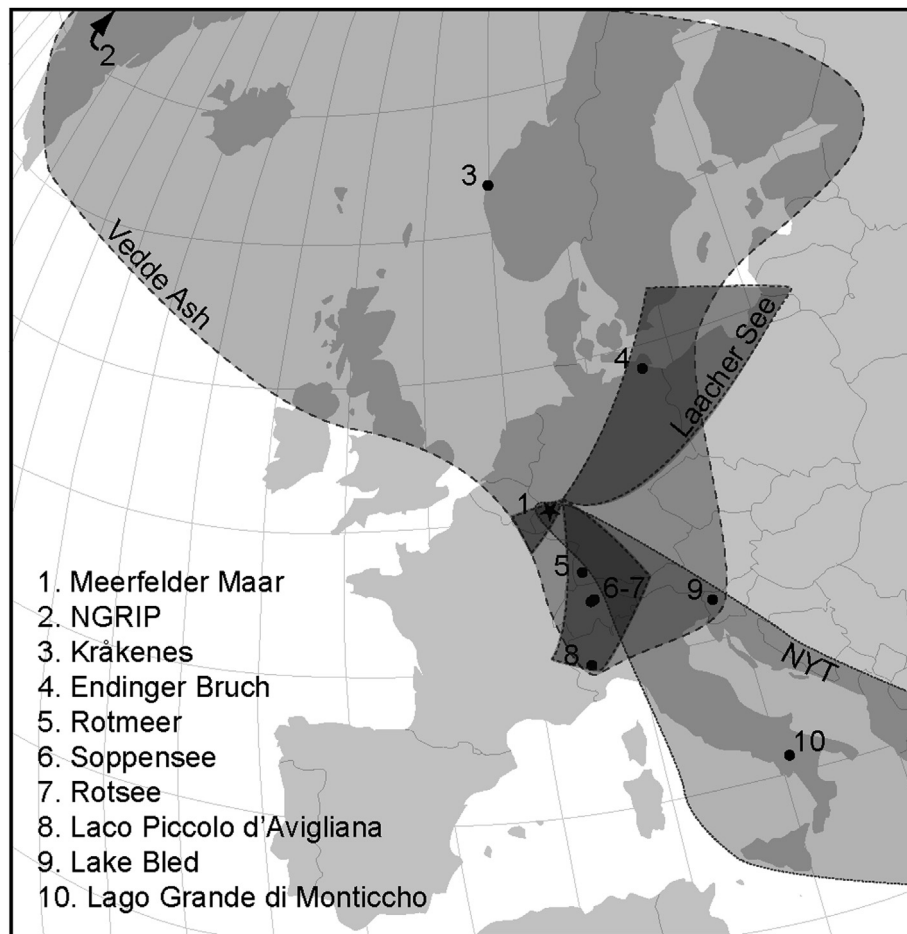 2
3
Vedde Ash
4
Laacher See
1
5
6-7
9
8
NYT
10
1. Meerfelder Maar
2. NGRIP
3. Kråkenes
4. Endinger Bruch
5. Rotmeer
6. Soppensee
7. Rotsee
8. Laco Piccolo d'Avigliana
9. Lake Bled
10. Lago Grande di Monticcho